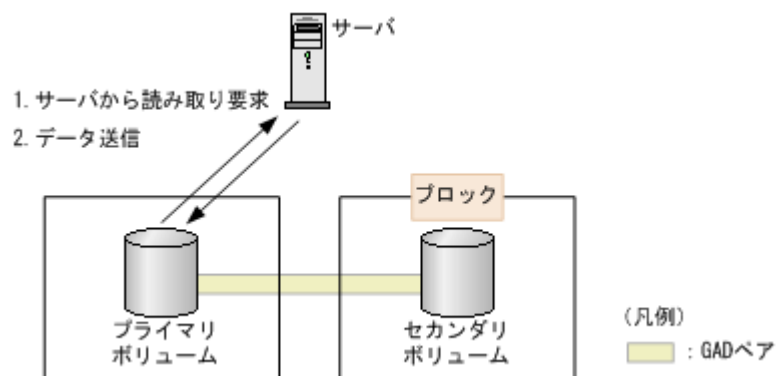 サーバ
1. サーバから読み取り要求
2. データ送信
ブロック
プライマリ
ボリューム
セカンダリ
ボリューム
(凡例)
: GADペア